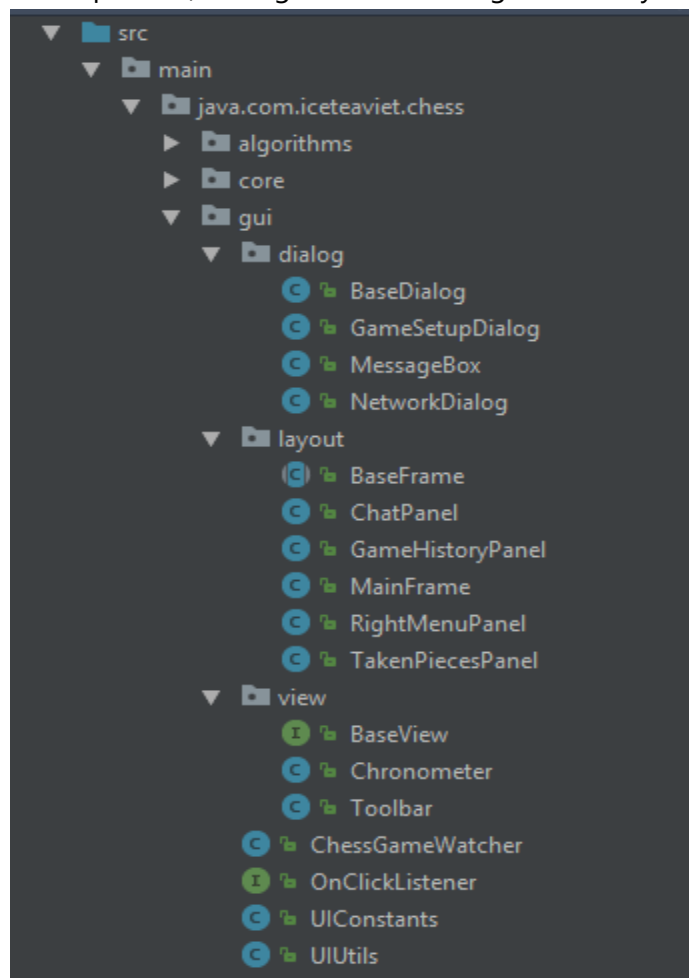 src
main
java.com.iceteaviet.chess
algorithms
core
gui
dialog
BaseDialog
GameSetupDialog
MessageBox
NetworkDialog
layout
BaseFrame
ChatPanel
GameHistoryPanel
MainFrame
RightMenuPanel
TakenPiecesPanel
view
BaseView
Chronometer
Toolbar
ChessGameWatcher
OnClickListener
UIConstants
UIUtils